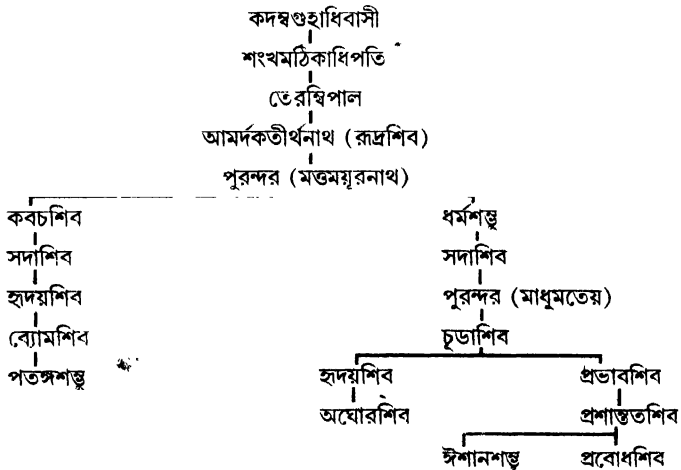 কদম্বগুহাধিবাসী
শংখমঠিকাধিপতি
তেরম্বিপাল
আমর্দকতীর্থনাথ (রূদ্রশিব)
পুরন্দর (মত্তময়ূরনাথ)
কবচশিব ধর্মশম্ভু
সদাশিব সদাশিব
হৃদয়শিব পুরন্দর (মাধুমতেয়)
ব্যোমশিব চূডাশিব
পতঙ্গশম্ভু হৃদয়শিব প্রভাবশিব
অঘোরশিব প্রশান্ততশিব
ঈশানশম্ভু প্রবোধশিব